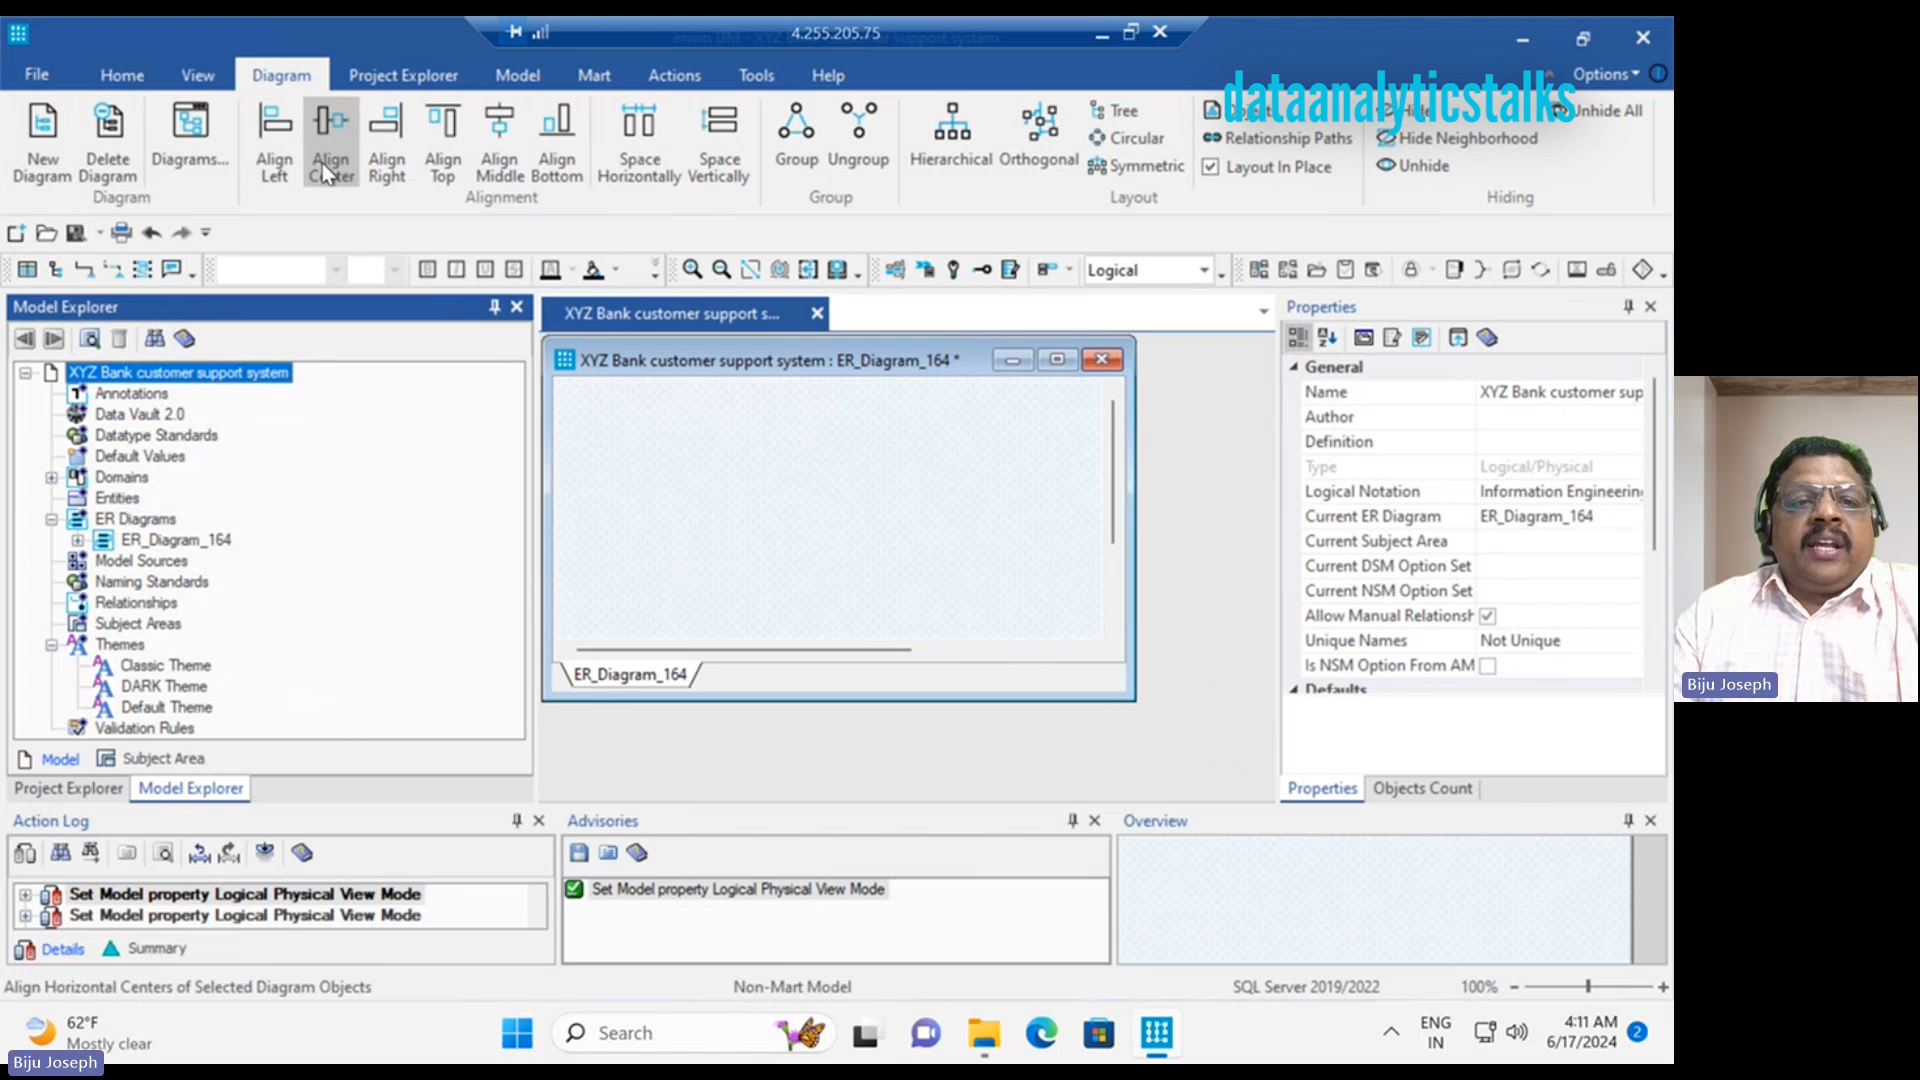 4.255.205.75
File
Home
View
Diagram
Project Explorer
Model
Mart
Actions
Tools
Help
Options
dataanalyticstalks
New Diagram
Delete Diagram
Diagrams...
Diagram
Align Left
Align Center
Align Right
Align Top
Align Middle
Align Bottom
Space Horizontally
Space Vertically
Alignment
Group
Ungroup
Group
Hierarchical
Orthogonal
Tree
Circular
Symmetric
Relationship Paths
Layout In Place
Layout
Hide
Hide Neighborhood
Unhide
Unhide All
Hiding
Logical
Model Explorer
XYZ Bank customer support system
Annotations
Data Vault 2.0
Datatype Standards
Default Values
Domains
Entities
ER Diagrams
ER_Diagram_164
Model Sources
Naming Standards
Relationships
Subject Areas
Themes
Classic Theme
DARK Theme
Default Theme
Validation Rules
Model
Subject Area
Project Explorer
Model Explorer
XYZ Bank customer support s...
XYZ Bank customer support system : ER_Diagram_164 *
ER_Diagram_164
Properties
General
Name XYZ Bank customer sup
Author
Definition
Type Logical/Physical
Logical Notation Information Engineering
Current ER Diagram ER_Diagram_164
Current Subject Area
Current DSM Option Set
Current NSM Option Set
Allow Manual Relationsh
Unique Names Not Unique
Is NSM Option From AM
Defaults
Properties
Objects Count
Action Log
Set Model property Logical Physical View Mode
Set Model property Logical Physical View Mode
Details
Summary
Advisories
Set Model property Logical Physical View Mode
Overview
Align Horizontal Centers of Selected Diagram Objects
Non-Mart Model
SQL Server 2019/2022
100%
62°F
Mostly clear
Search
ENG
IN
4:11 AM
6/17/2024
2
Biju Joseph
Biju Joseph